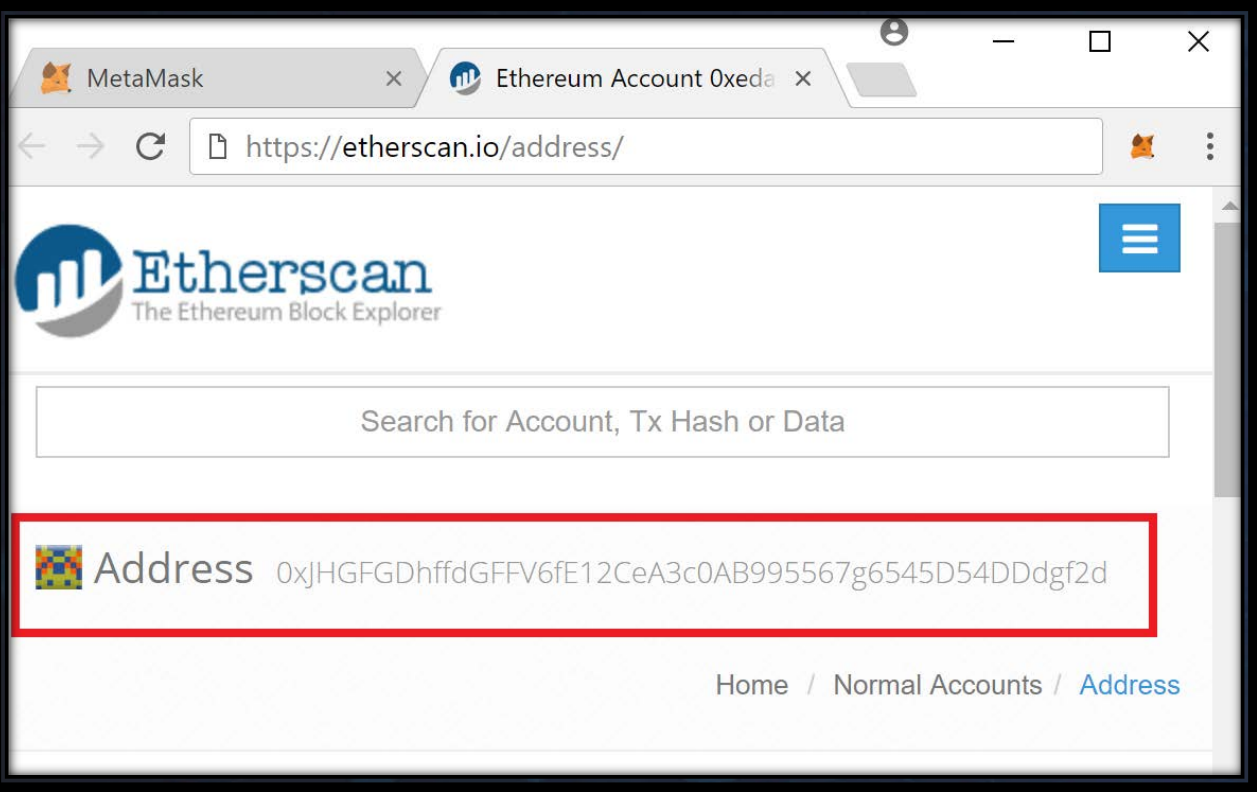 MetaMask
Ethereum Account 0xeda
https://etherscan.io/address/
Etherscan
The Ethereum Block Explorer
Search for Account, Tx Hash or Data
Address 0xJHGFGDhffdGFFV6fE12CeA3c0AB995567g6545D54DDdgf2d
Home / Normal Accounts / Address